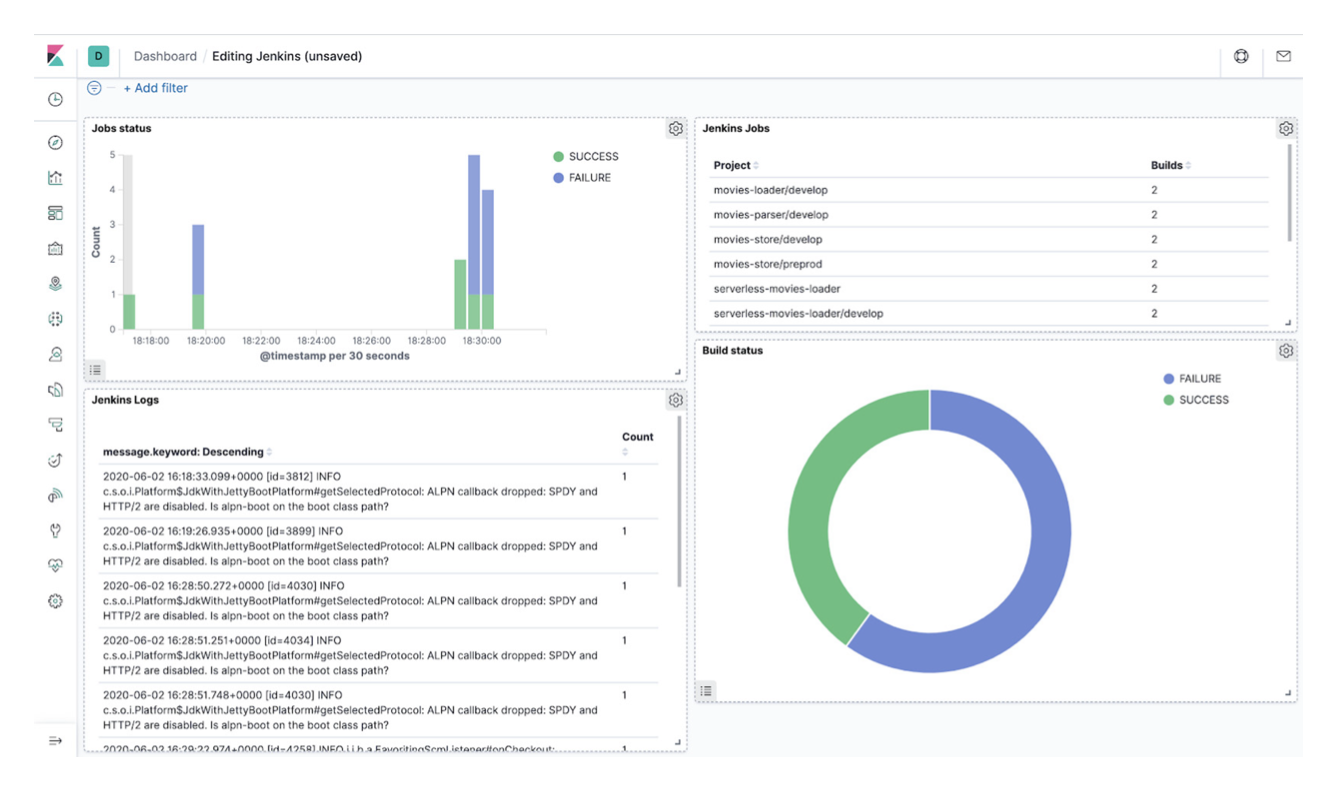 D Dashboard / Editing Jenkins (unsaved)
+ Add filter
Jobs status
5
4
3
2
1
0
Count
18:18:00 18:20:00 18:22:00 18:24:00 18:26:00 18:28:00 18:30:00
@timestamp per 30 seconds
SUCCESS
FAILURE
Jenkins Jobs
Project Builds
movies-loader/develop 2
movies-parser/develop 2
movies-store/develop 2
movies-store/preprod 2
serverless-movies-loader 2
serverless-movies-loader/develop 2
Jenkins Logs
message.keyword: Descending Count
2020-06-02 16:18:33.099+0000 [id=3812] INFO 1
c.s.o.i.Platform$JdkWithJettyBootPlatform#getSelectedProtocol: ALPN callback dropped: SPDY and
HTTP/2 are disabled. Is alpn-boot on the boot class path?
2020-06-02 16:19:26.935+0000 [id=3899] INFO 1
c.s.o.i.Platform$JdkWithJettyBootPlatform#getSelectedProtocol: ALPN callback dropped: SPDY and
HTTP/2 are disabled. Is alpn-boot on the boot class path?
2020-06-02 16:28:50.272+0000 [id=4030] INFO 1
c.s.o.i.Platform$JdkWithJettyBootPlatform#getSelectedProtocol: ALPN callback dropped: SPDY and
HTTP/2 are disabled. Is alpn-boot on the boot class path?
2020-06-02 16:28:51.251+0000 [id=4034] INFO 1
c.s.o.i.Platform$JdkWithJettyBootPlatform#getSelectedProtocol: ALPN callback dropped: SPDY and
HTTP/2 are disabled. Is alpn-boot on the boot class path?
2020-06-02 16:28:51.748+0000 [id=4030] INFO 1
c.s.o.i.Platform$JdkWithJettyBootPlatform#getSelectedProtocol: ALPN callback dropped: SPDY and
HTTP/2 are disabled. Is alpn-boot on the boot class path?
2020-06-02 16:29:22.974+0000 [id=4258] INFO i.j.b.a.FavoritingScmListener#onCheckout: 1
Build status
FAILURE
SUCCESS